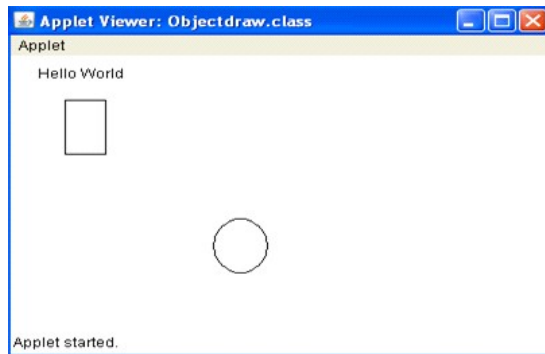 Applet Viewer: Objectdraw.class
Applet
Hello World
Applet started.